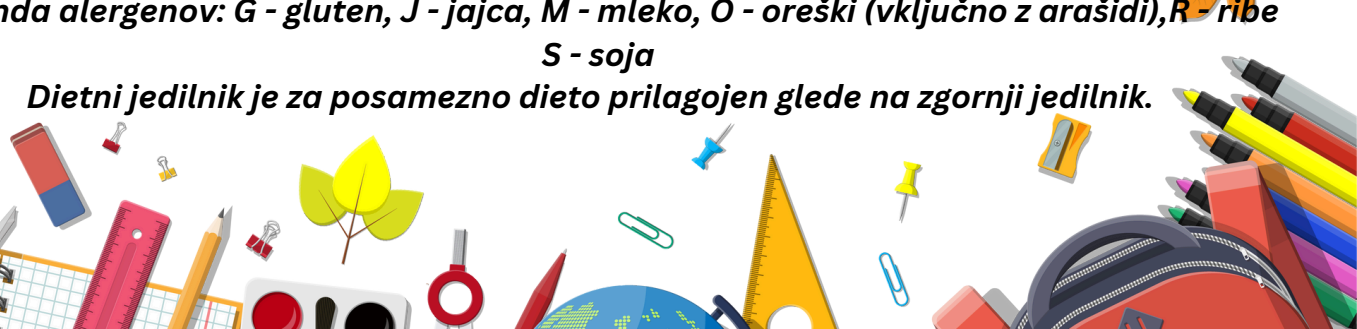 nda alergenov: G - gluten, J - jajca, M - mleko, O - oreški (vključno z arašidi),R - ribe
S - soja
Dietni jedilnik je za posamezno dieto prilagojen glede na zgornji jedilnik.